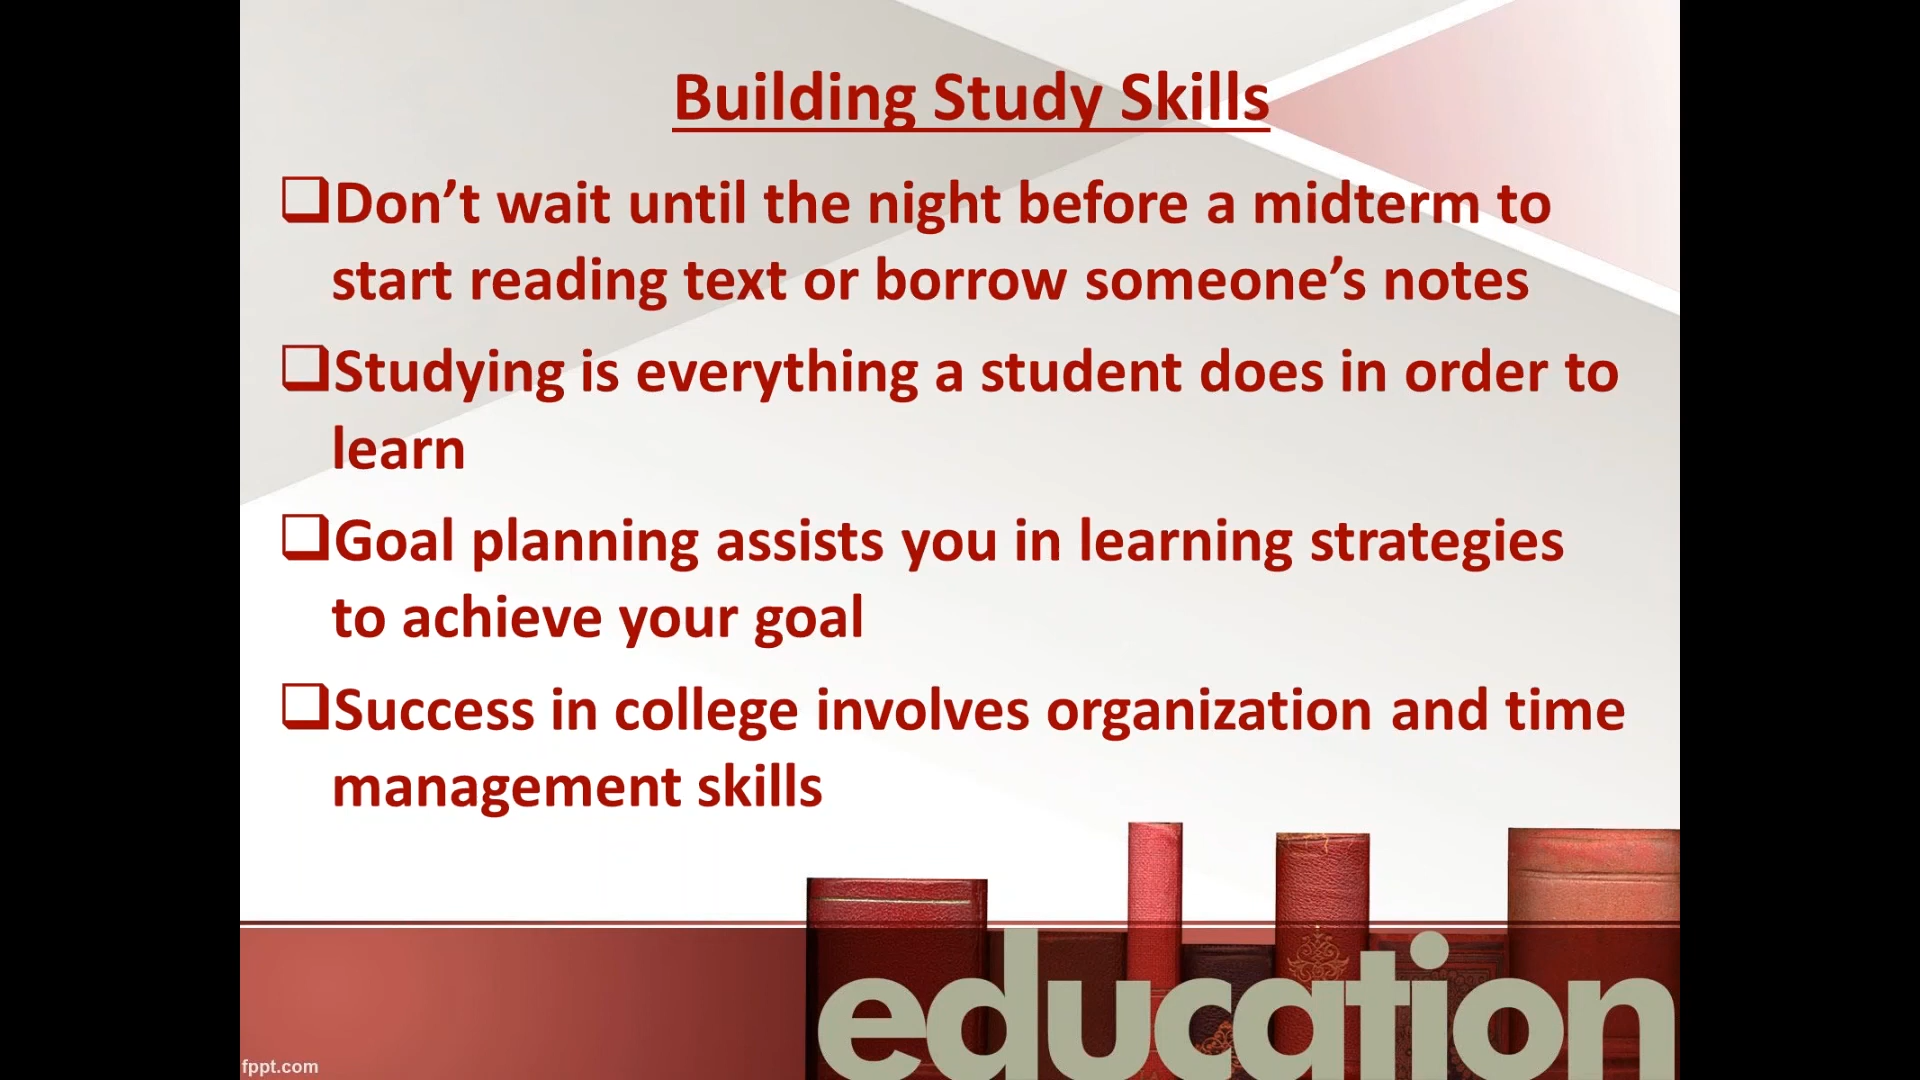 Building Study Skills
❑Don’t wait until the night before a midterm to
start reading text or borrow someone’s notes
❑Studying is everything a student does in order to
learn
❑Goal planning assists you in learning strategies
to achieve your goal
❑Success in college involves organization and time
management skills
education
fppt.com